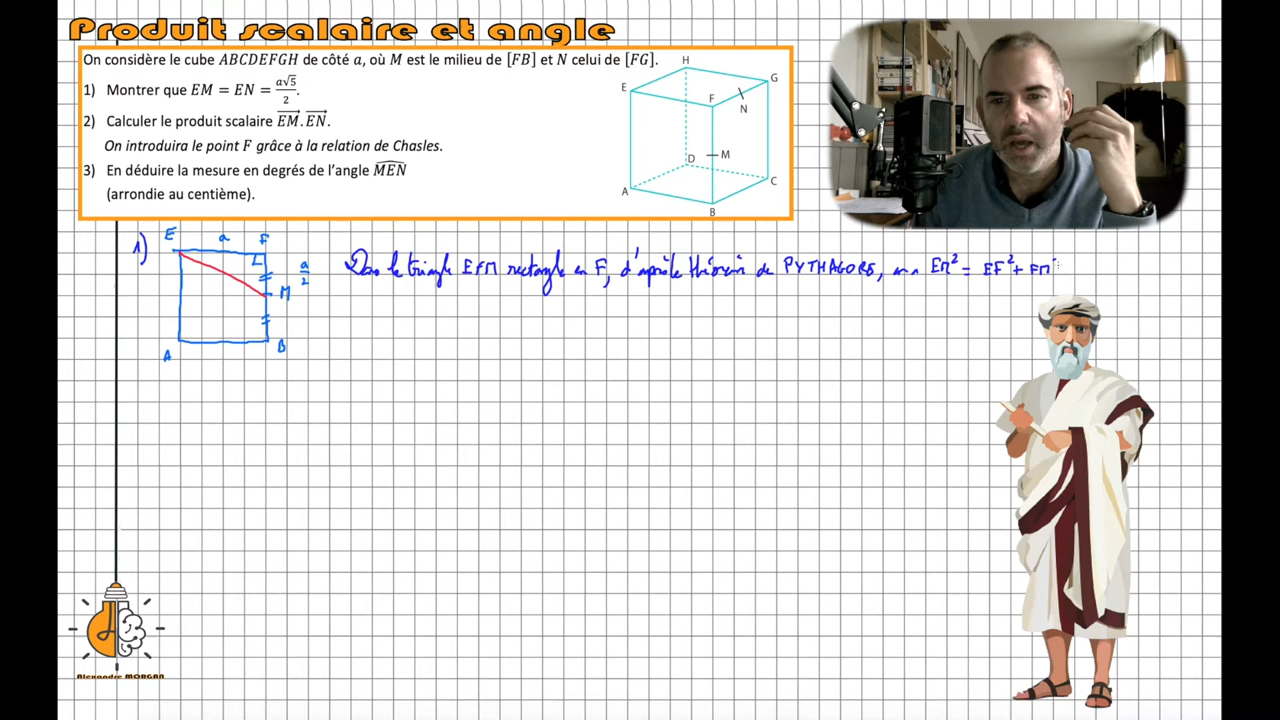 Produit scalaire et angle
On considère le cube ABCDEFGH de côté a, où M est le milieu de [FB] et N celui de [FG].
1) Montrer que EM = EN = a√5/2.
2) Calculer le produit scalaire EM.EN.
On introduira le point F grâce à la relation de Chasles.
3) En déduire la mesure en degrés de l'angle MEN
(arrondie au centième).
H
G
E
F
N
M
D
C
A
B
1)
E a F
a/2
M
A B
Dans le triangle EFM rectangle en F, d'après le théorème de PYTHAGORE, on a EM² = EF² + FM²
Alexandre MORGAN